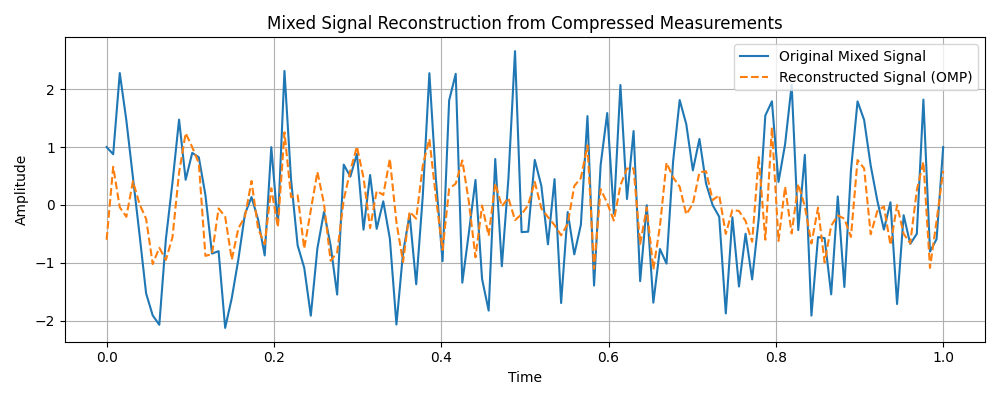 Mixed Signal Reconstruction from Compressed Measurements
Original Mixed Signal
Reconstructed Signal (OMP)
Amplitude
2
1
0
−1
−2
0.0 0.2 0.4 0.6 0.8 1.0
Time